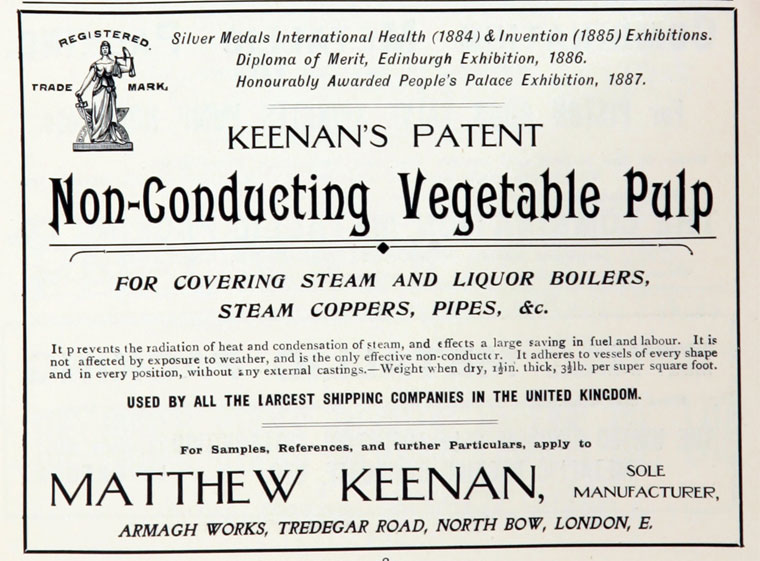 REGISTERED.
TRADE MARK.
Silver Medals International Health (1884) & Invention (1885) Exhibitions.
Diploma of Merit, Edinburgh Exhibition, 1886.
Honourably Awarded People's Palace Exhibition, 1887.
KEENAN'S PATENT
Non-Conducting Vegetable Pulp
FOR COVERING STEAM AND LIQUOR BOILERS,
STEAM COPPERS, PIPES, &c.
It prevents the radiation of heat and condensation of steam, and effects a large saving in fuel and labour. It is
not affected by exposure to weather, and is the only effective non-conductor. It adheres to vessels of every shape
and in every position, without any external castings.—Weight when dry, 1½in. thick, 3½lb. per super square foot.
USED BY ALL THE LARGEST SHIPPING COMPANIES IN THE UNITED KINGDOM.
For Samples, References, and further Particulars, apply to
MATTHEW KEENAN, SOLE MANUFACTURER,
ARMAGH WORKS, TREDEGAR ROAD, NORTH BOW, LONDON, E.